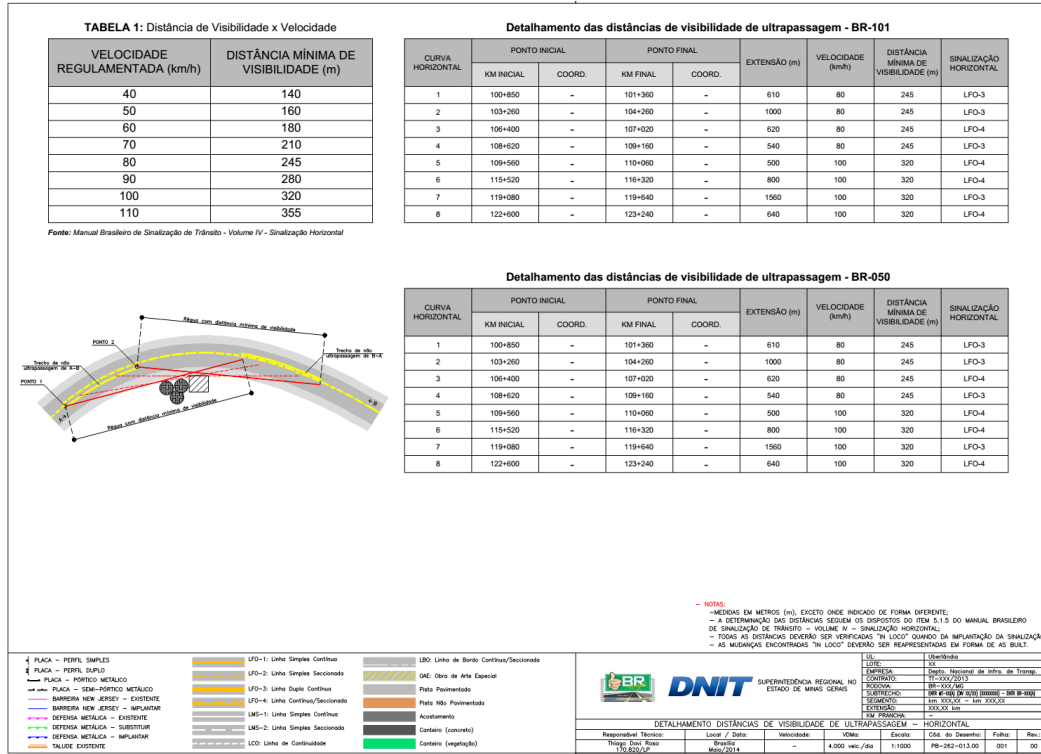 TABELA 1: Distância de Visibilidade x Velocidade
VELOCIDADE REGULAMENTADA (km/h) DISTÂNCIA MÍNIMA DE VISIBILIDADE (m)
40 140
50 160
60 180
70 210
80 245
90 280
100 320
110 355
Fonte: Manual Brasileiro de Sinalização de Trânsito - Volume IV - Sinalização Horizontal
Detalhamento das distâncias de visibilidade de ultrapassagem - BR-101
CURVA HORIZONTAL PONTO INICIAL PONTO FINAL EXTENSÃO (m) VELOCIDADE (km/h) DISTÂNCIA MÍNIMA DE VISIBILIDADE (m) SINALIZAÇÃO HORIZONTAL
KM INICIAL COORD. KM FINAL COORD.
1 100+850 - 101+360 - 610 80 245 LFO-3
2 103+260 - 104+260 - 1000 80 245 LFO-3
3 106+400 - 107+020 - 620 80 245 LFO-4
4 108+620 - 109+160 - 540 80 245 LFO-3
5 109+560 - 110+060 - 500 100 320 LFO-4
6 115+520 - 116+320 - 800 100 320 LFO-4
7 119+080 - 119+640 - 1560 100 320 LFO-3
8 122+600 - 123+240 - 640 100 320 LFO-4
Detalhamento das distâncias de visibilidade de ultrapassagem - BR-050
CURVA HORIZONTAL PONTO INICIAL PONTO FINAL EXTENSÃO (m) VELOCIDADE (km/h) DISTÂNCIA MÍNIMA DE VISIBILIDADE (m) SINALIZAÇÃO HORIZONTAL
KM INICIAL COORD. KM FINAL COORD.
1 100+850 - 101+360 - 610 80 245 LFO-3
2 103+260 - 104+260 - 1000 80 245 LFO-3
3 106+400 - 107+020 - 620 80 245 LFO-4
4 108+620 - 109+160 - 540 80 245 LFO-3
5 109+560 - 110+060 - 500 100 320 LFO-4
6 115+520 - 116+320 - 800 100 320 LFO-4
7 119+080 - 119+640 - 1560 100 320 LFO-3
8 122+600 - 123+240 - 640 100 320 LFO-4
Régua com distância mínima de visibilidade
PONTO 2
Trecho de não
ultrapassagem de A-B
PONTO 1
Trecho de não
ultrapassagem de B-A
Régua com distância mínima de visibilidade
A
B
- NOTAS:
-MEDIDAS EM METROS (m), EXCETO ONDE INDICADO DE FORMA DIFERENTE;
- A DETERMINAÇÃO DAS DISTÂNCIAS SEGUEM OS DISPOSTOS DO ITEM 5.1.5 DO MANUAL BRASILEIRO
DE SINALIZAÇÃO DE TRÂNSITO - VOLUME IV - SINALIZAÇÃO HORIZONTAL;
- TODAS AS DISTÂNCIAS DEVERÃO SER VERIFICADAS "IN LOCO" QUANDO DA IMPLANTAÇÃO DA SINALIZAÇÃ
- AS MUDANÇAS ENCONTRADAS "IN LOCO" DEVERÃO SER REAPRESENTADAS EM FORMA DE AS BUILT.
PLACA - PERFIL SIMPLES
PLACA - PERFIL DUPLO
PLACA - PÓRTICO METÁLICO
PLACA - SEMI-PÓRTICO METÁLICO
BARREIRA NEW JERSEY - EXISTENTE
BARREIRA NEW JERSEY - IMPLANTAR
DEFENSA METÁLICA - EXISTENTE
DEFENSA METÁLICA - SUBSTITUIR
DEFENSA METÁLICA - IMPLANTAR
TALUDE EXISTENTE
LFO-1: Linha Simples Contínua
LFO-2: Linha Simples Seccionada
LFO-3: Linha Dupla Contínua
LFO-4: Linha Contínua/Seccionada
LMS-1: Linha Simples Contínua
LMS-2: Linha Simples Seccionada
LCO: Linha de Continuidade
LBO: Linha de Bordo Contínua/Seccionada
OAE: Obra de Arte Especial
Pista Pavimentada
Pista Não Pavimentada
Acostamento
Canteiro (concreto)
Canteiro (vegetação)
BR
DNIT
SUPERINTEDÊNCIA REGIONAL NO
ESTADO DE MINAS GERAIS
UL: Uberlândia
LOTE: XX
EMPRESA: Depto. Nacional de Infra. de Transp.
CONTRATO: TT-XXX/2013
RODOVIA: BR-XXX/MG
SUBTRECHO:
SEGMENTO: km XXX,XX - km XXX,XX
EXTENSÃO: XXX,XX km
KM PRANCHA: -
DETALHAMENTO DISTÂNCIAS DE VISIBILIDADE DE ULTRAPASSAGEM - HORIZONTAL
Responsável Técnico: Local / Data: Velocidade: VDMa: Escala: Cód. do Desenho: Folha: Rev.:
Thiago Davi Rosa 170.820/LP Brasília Maio/2014 - 4.000 veic./dia 1:1000 PB-262-013.00 001 00